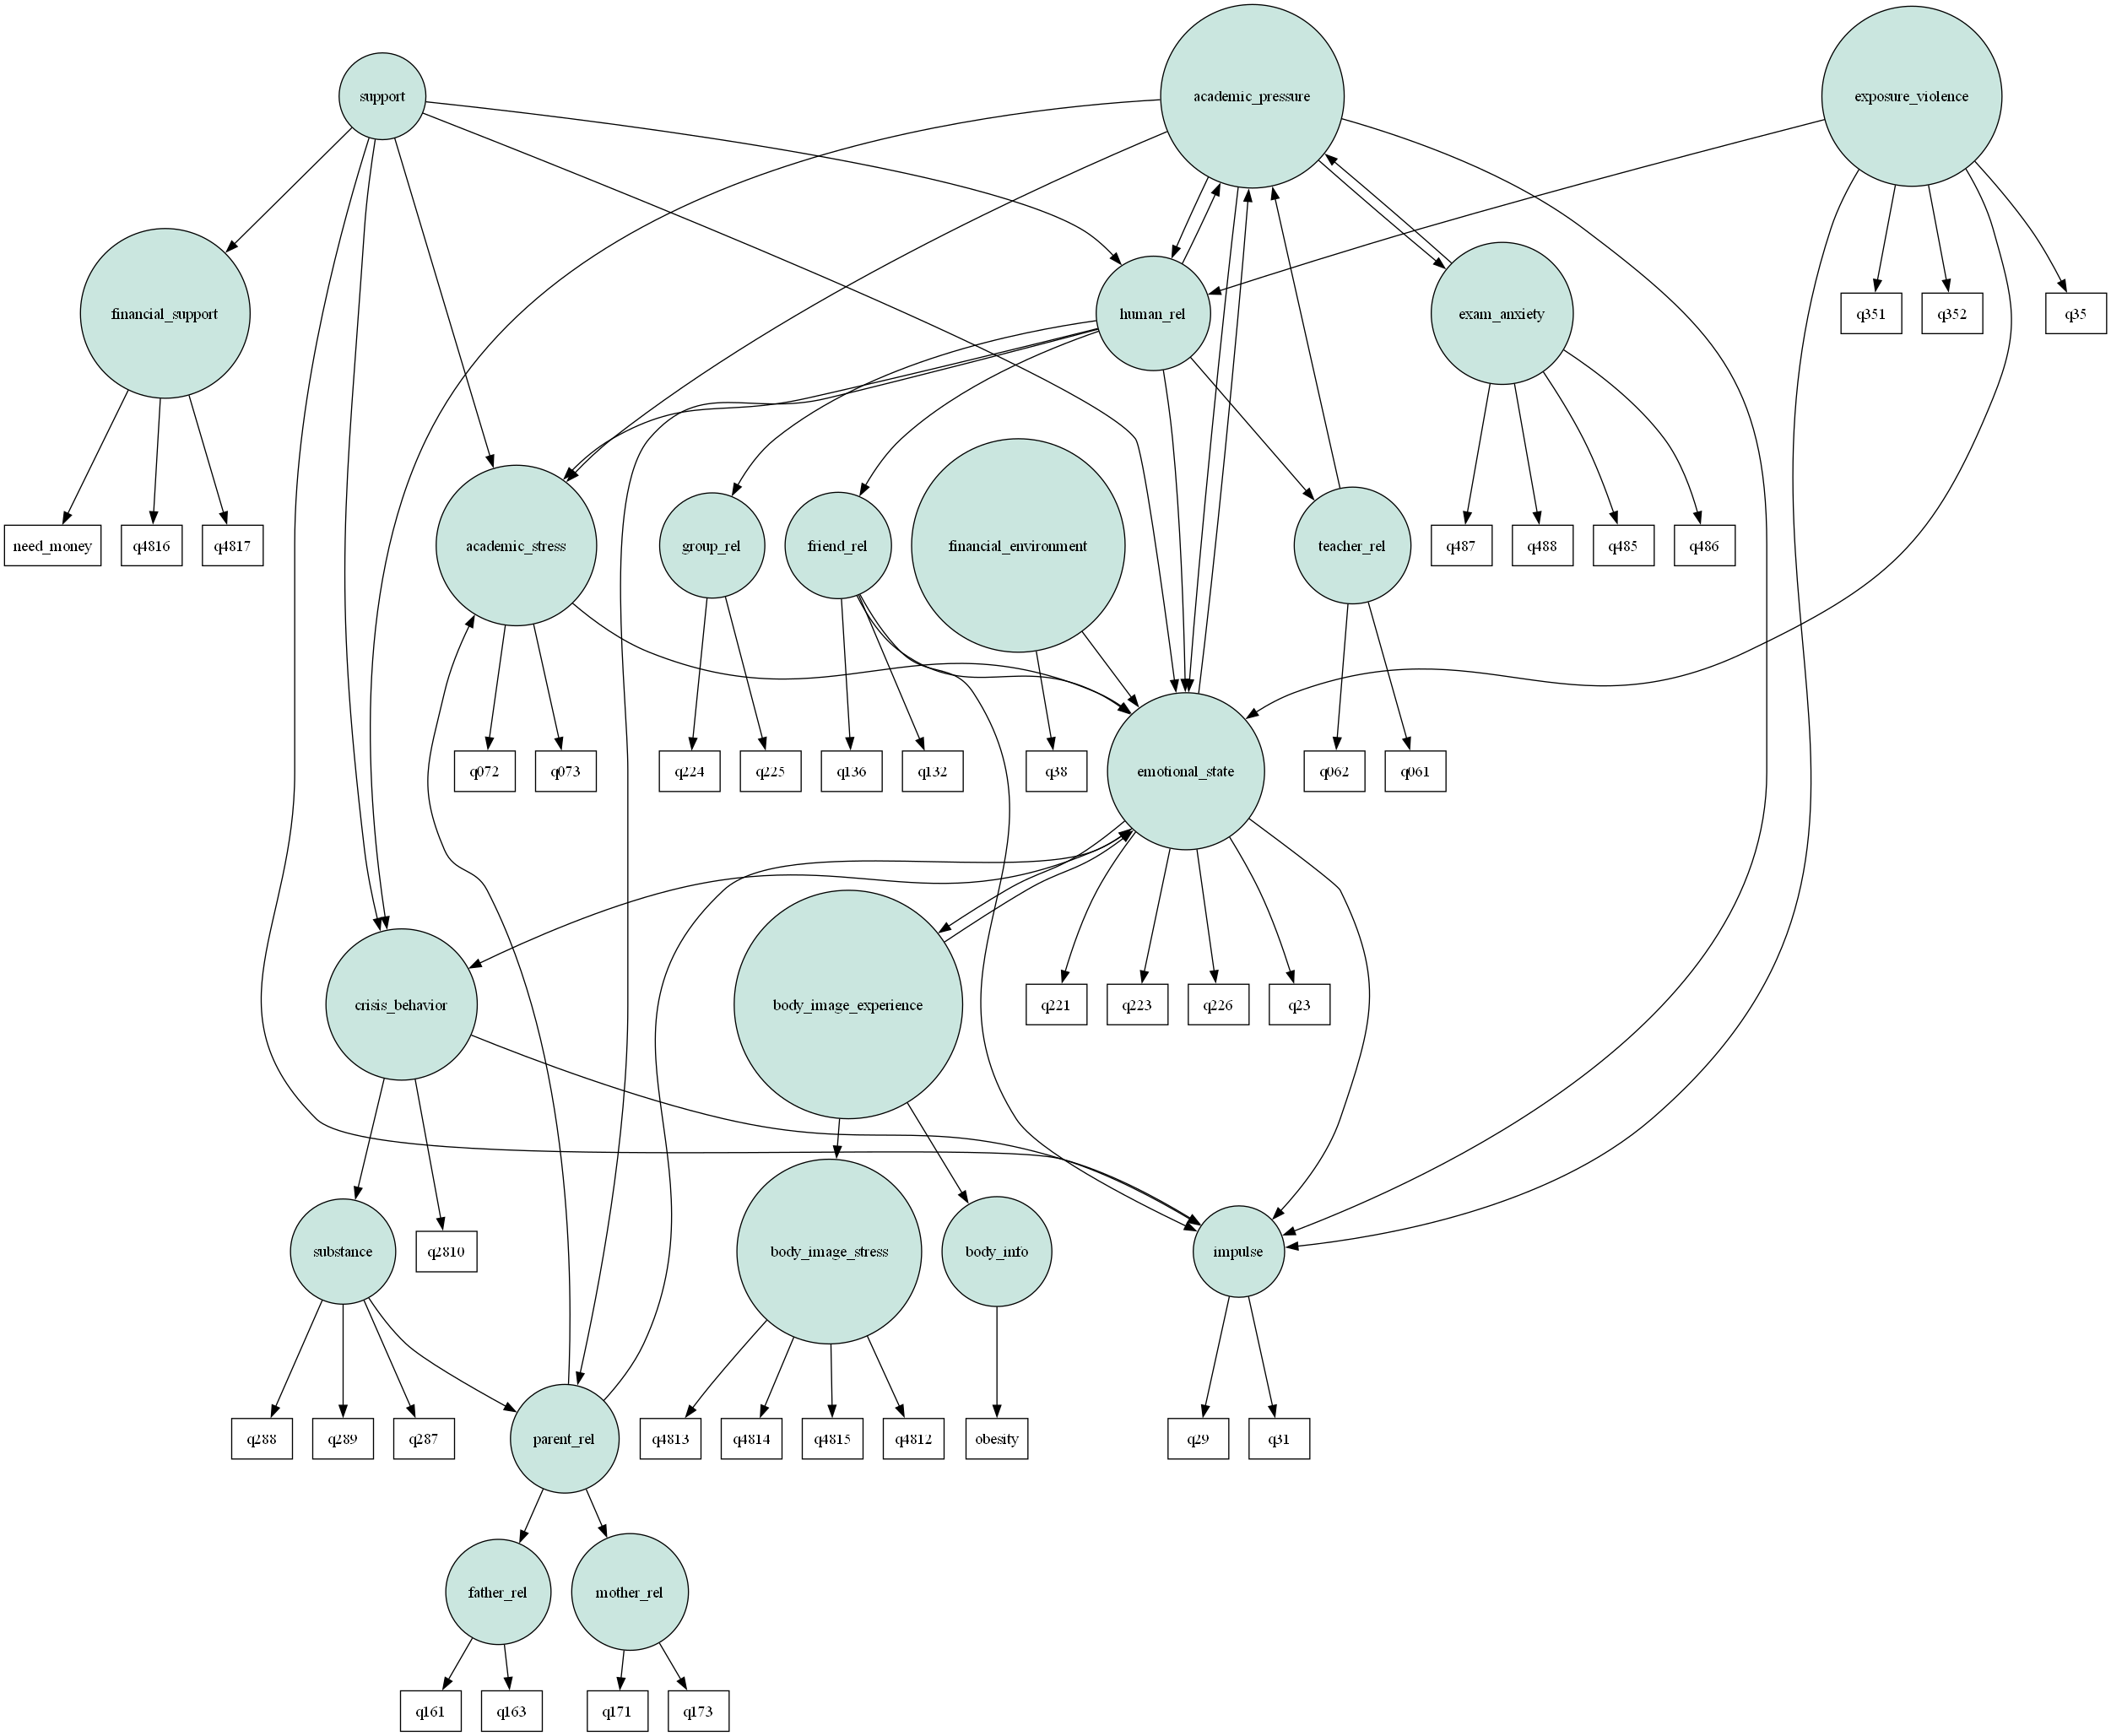 support
academic_pressure
exposure_violence
financial_support
human_rel
exam_anxiety
q351
q352
q35
need_money
q4816
q4817
academic_stress
group_rel
friend_rel
financial_environment
teacher_rel
q487
q488
q485
q486
q072
q073
q224
q225
q136
q132
q38
emotional_state
q062
q061
crisis_behavior
body_image_experience
q221
q223
q226
q23
substance
q2810
body_image_stress
body_info
impulse
q288
q289
q287
parent_rel
q4813
q4814
q4815
q4812
obesity
q29
q31
father_rel
mother_rel
q161
q163
q171
q173